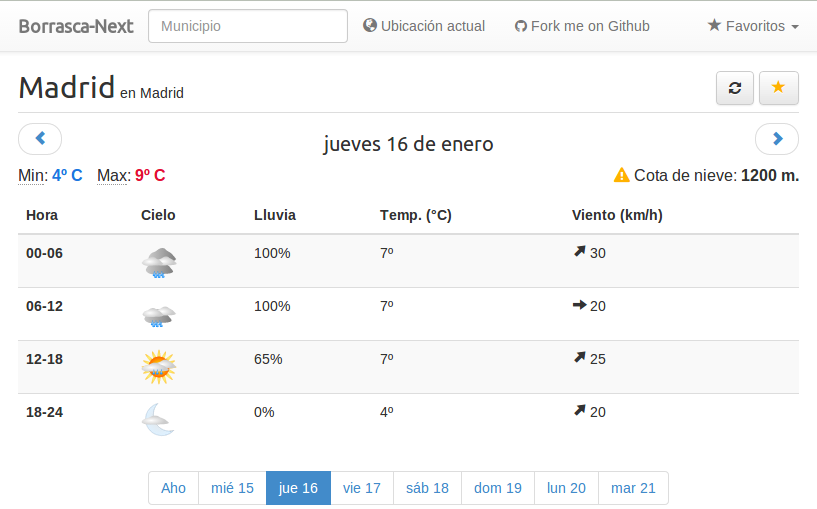 Borrasca-Next Municipio Ubicación actual Fork me on Github Favoritos
Madrid en Madrid
jueves 16 de enero
Min: 4º C Max: 9º C Cota de nieve: 1200 m.
Hora Cielo Lluvia Temp. (°C) Viento (km/h)
00-06 100% 7º 30
06-12 100% 7º 20
12-18 65% 7º 25
18-24 0% 4º 20
Aho mié 15 jue 16 vie 17 sáb 18 dom 19 lun 20 mar 21